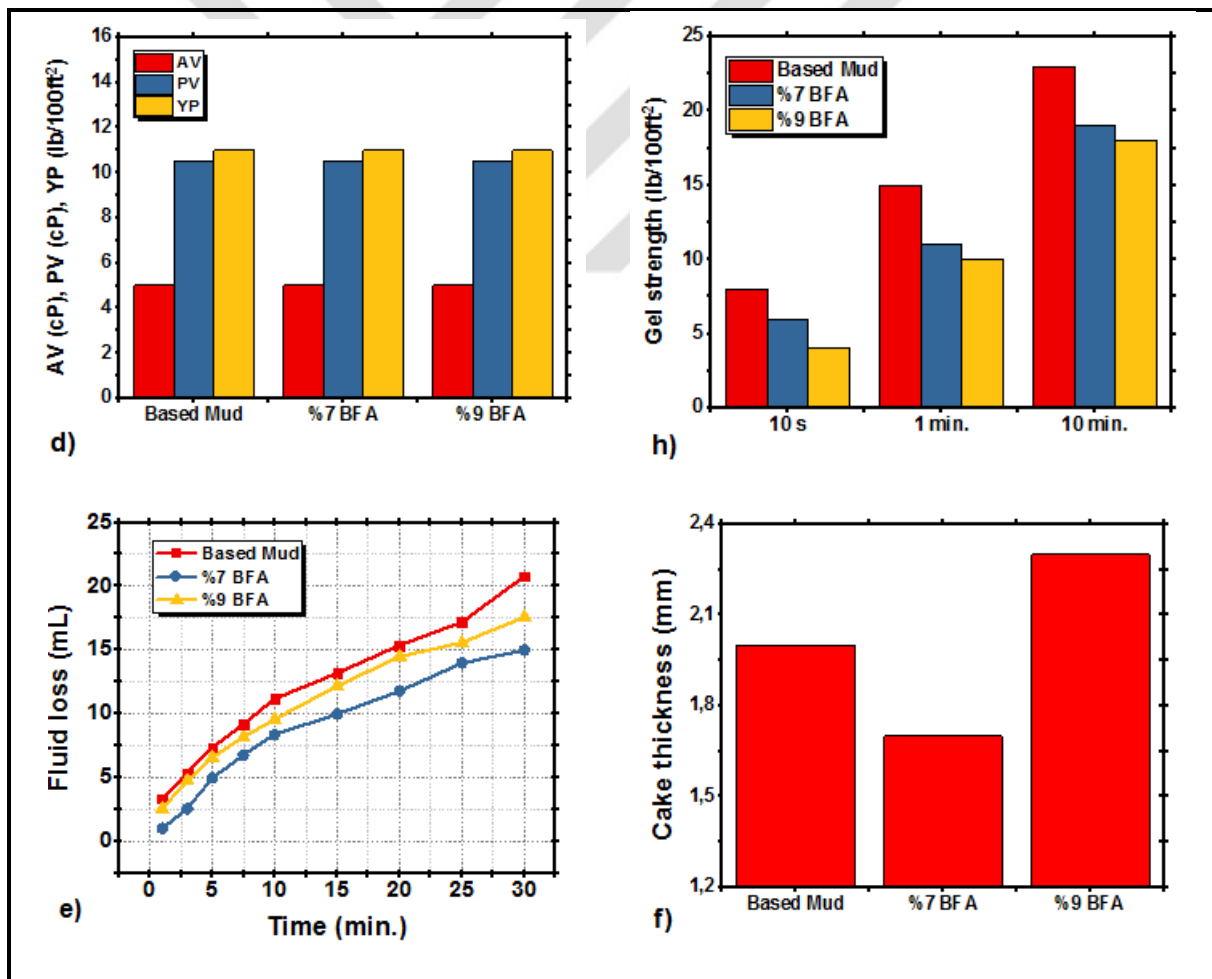 AV (cP), PV (cP), YP (lb/100ft²)
16
14
12
10
8
6
4
2
0
AV
PV
YP
Based Mud %7 BFA %9 BFA
d)
Gel strength (lb/100ft²)
25
20
15
10
5
0
Based Mud
%7 BFA
%9 BFA
10 s 1 min. 10 min.
h)
Fluid loss (mL)
25
20
15
10
5
0
Based Mud
%7 BFA
%9 BFA
0 5 10 15 20 25 30
Time (min.)
e)
Cake thickness (mm)
2,4
2,1
1,8
1,5
1,2
Based Mud %7 BFA %9 BFA
f)